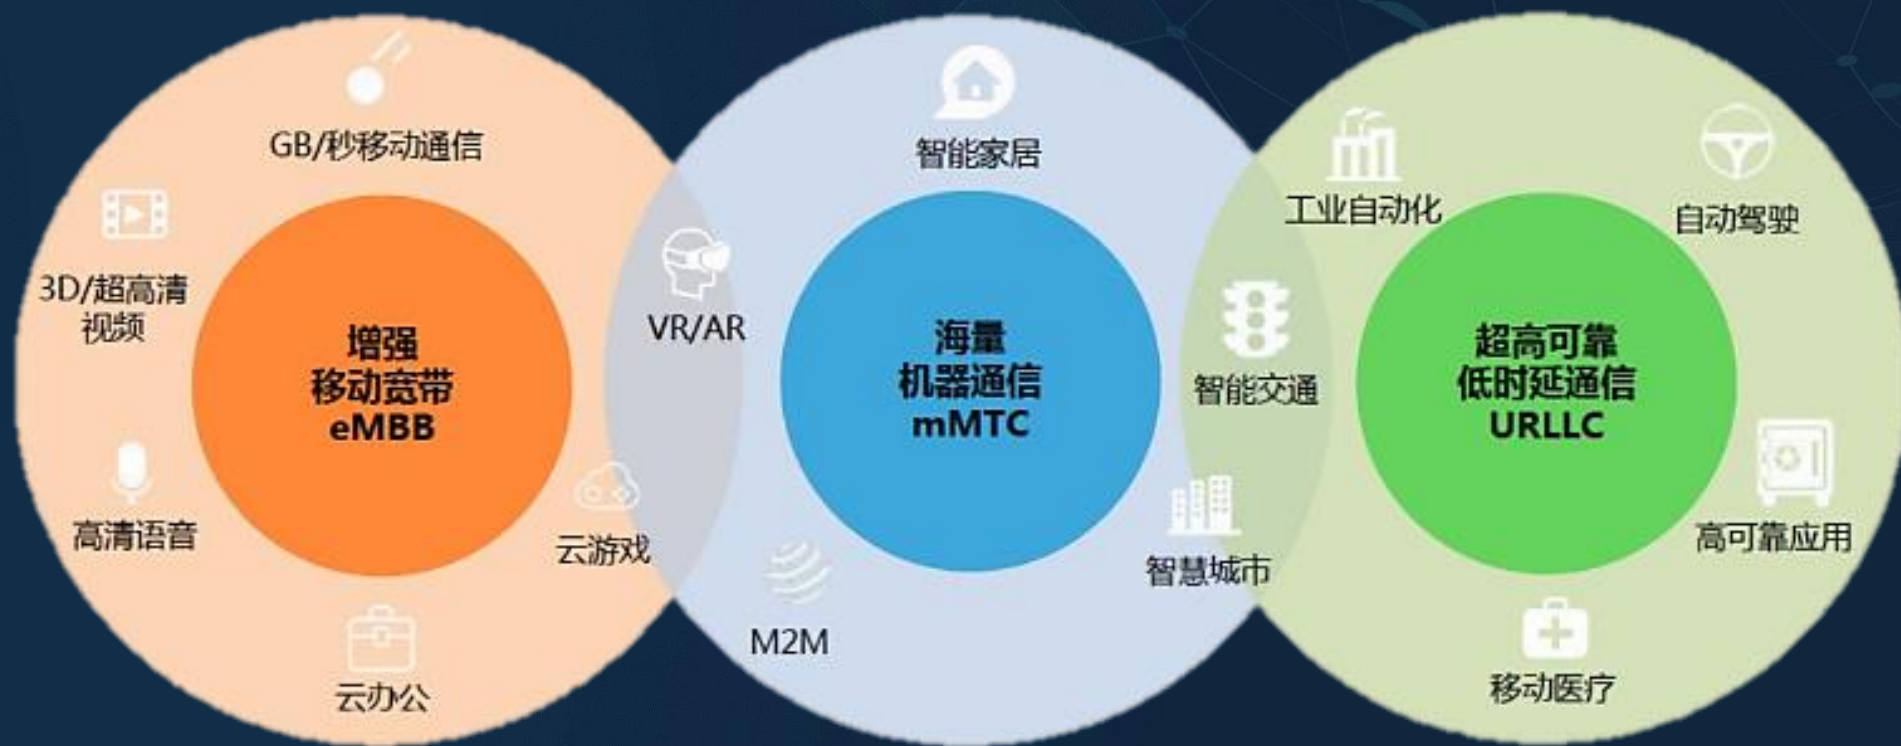 GB/秒移动通信
3D/超高清
视频
增强
移动宽带
eMBB
高清语音
云游戏
云办公
VR/AR
智能家居
海量
机器通信
mMTC
M2M
智能交通
智慧城市
工业自动化
自动驾驶
超高可靠
低时延通信
URLLC
高可靠应用
移动医疗